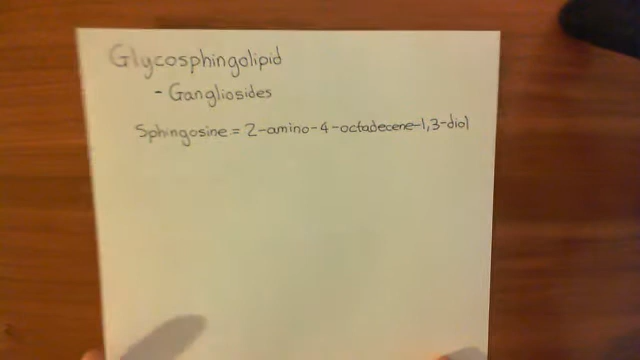 Glycosphingolipid
- Gangliosides
Sphingosine = 2-amino-4-octadecene-1,3-diol